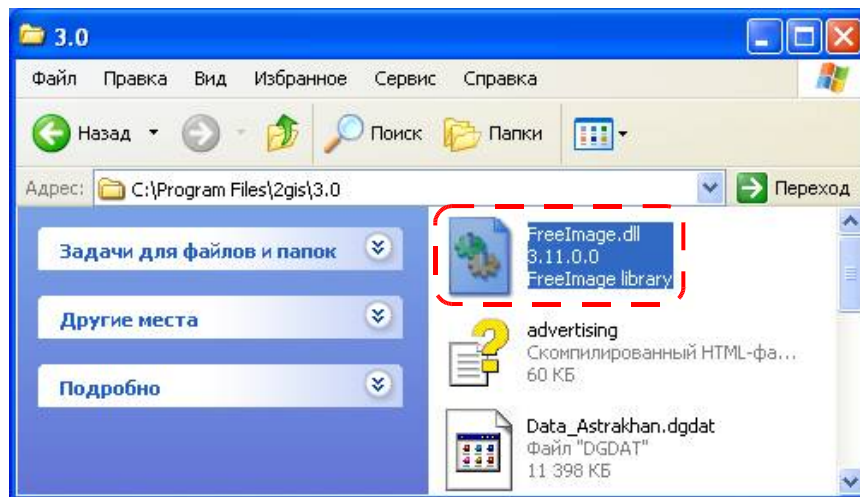 3.0
Файл Правка Вид Избранное Сервис Справка
Назад Поиск Папки
Адрес: C:\Program Files\2gis\3.0 Переход
Задачи для файлов и папок
Другие места
Подробно
FreeImage.dll
3.11.0.0
FreeImage library
advertising
Скомпилированный HTML-фа...
60 КБ
Data_Astrakhan.dgdat
Файл "DGDAT"
11 398 КБ